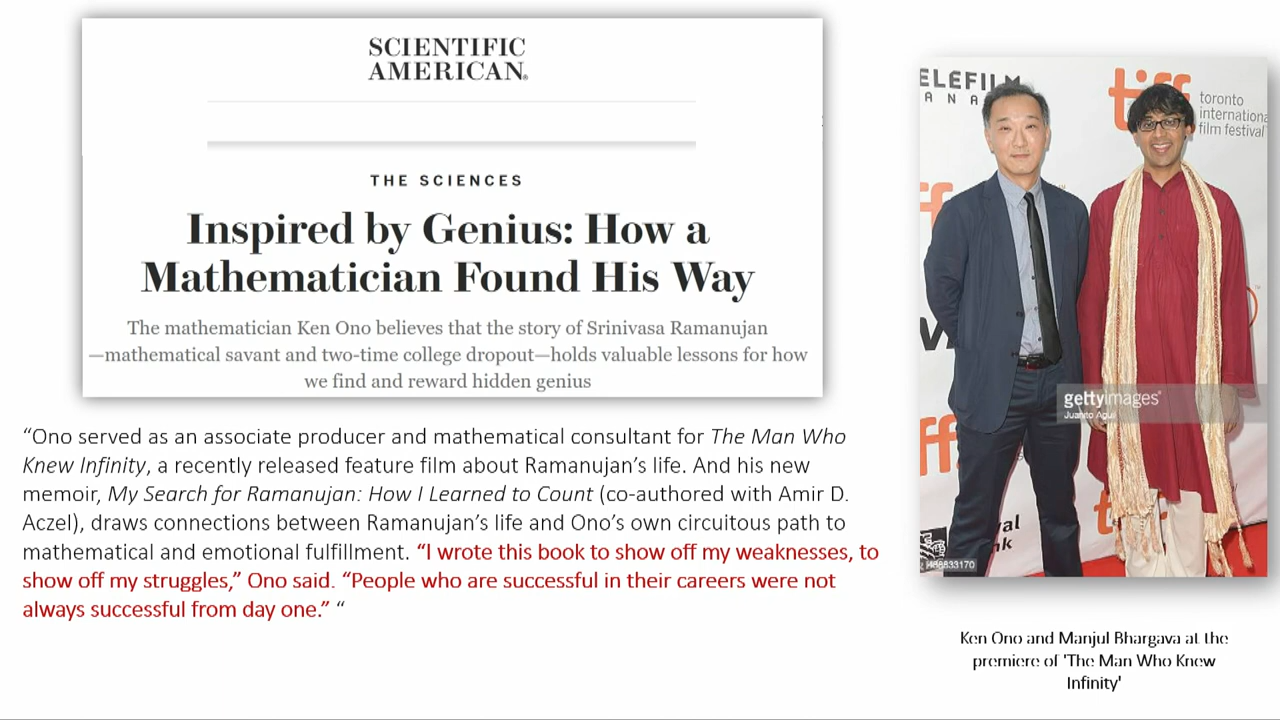 SCIENTIFIC
AMERICAN®
THE SCIENCES
Inspired by Genius: How a
Mathematician Found His Way
The mathematician Ken Ono believes that the story of Srinivasa Ramanujan
—mathematical savant and two-time college dropout—holds valuable lessons for how
we find and reward hidden genius
“Ono served as an associate producer and mathematical consultant for The Man Who
Knew Infinity, a recently released feature film about Ramanujan’s life. And his new
memoir, My Search for Ramanujan: How I Learned to Count (co-authored with Amir D.
Aczel), draws connections between Ramanujan’s life and Ono’s own circuitous path to
mathematical and emotional fulfillment. “I wrote this book to show off my weaknesses, to
show off my struggles,” Ono said. “People who are successful in their careers were not
always successful from day one.” “
ELEFILM
A N A
tiff
toronto
international
film festival
ff
gettyimages®
Juanito Aguil
ff
ti
val
nk
Ken Ono and Manjul Bhargava at the
premiere of 'The Man Who Knew
Infinity'